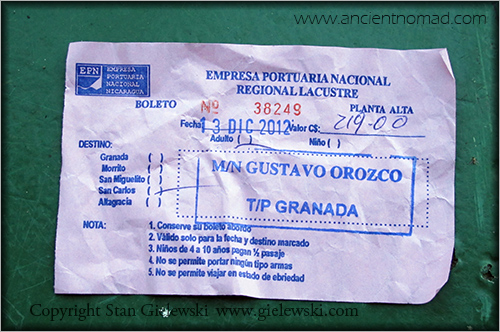 www.ancientnomad.com
EPN
EMPRESA
PORTUARIA
NACIONAL
NICARAGUA
EMPRESA PORTUARIA NACIONAL
REGIONAL LACUSTRE
BOLETO Nº 38249 PLANTA ALTA
Fecha 13 DIC 2012 Valor C$: 219-00
Adulto ( ) Niño ( )
DESTINO:
Granada ( )
Morrito ( )
San Miguelito ( )
San Carlos ( )
Altagracia ( )
M/N GUSTAVO OROZCO
T/P GRANADA
NOTA: 1. Conserve su boleto abordo
2. Válido solo para la fecha y destino marcado
3. Niños de 4 a 10 años pagan ½ pasaje
4. No se permite portar ningún tipo armas
5. No se permite viajar en estado de ebriedad
Copyright Stan Gielewski www.gielewski.com